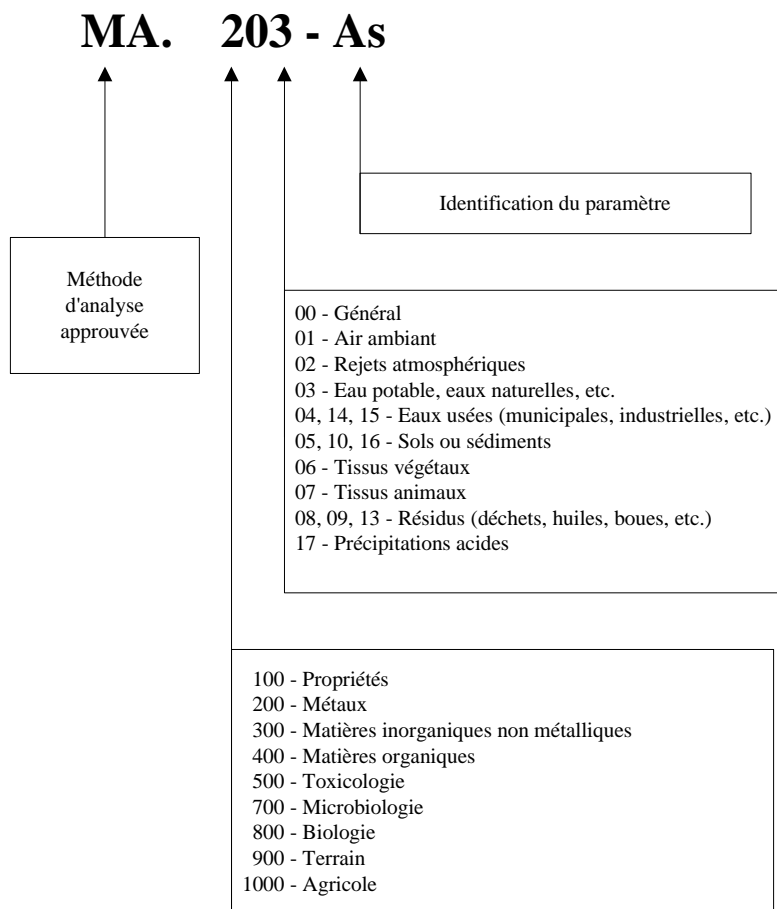 MA. 203 - As
Identification du paramètre
Méthode
d'analyse
approuvée
00 - Général
01 - Air ambiant
02 - Rejets atmosphériques
03 - Eau potable, eaux naturelles, etc.
04, 14, 15 - Eaux usées (municipales, industrielles, etc.)
05, 10, 16 - Sols ou sédiments
06 - Tissus végétaux
07 - Tissus animaux
08, 09, 13 - Résidus (déchets, huiles, boues, etc.)
17 - Précipitations acides
100 - Propriétés
200 - Métaux
300 - Matières inorganiques non métalliques
400 - Matières organiques
500 - Toxicologie
700 - Microbiologie
800 - Biologie
900 - Terrain
1000 - Agricole